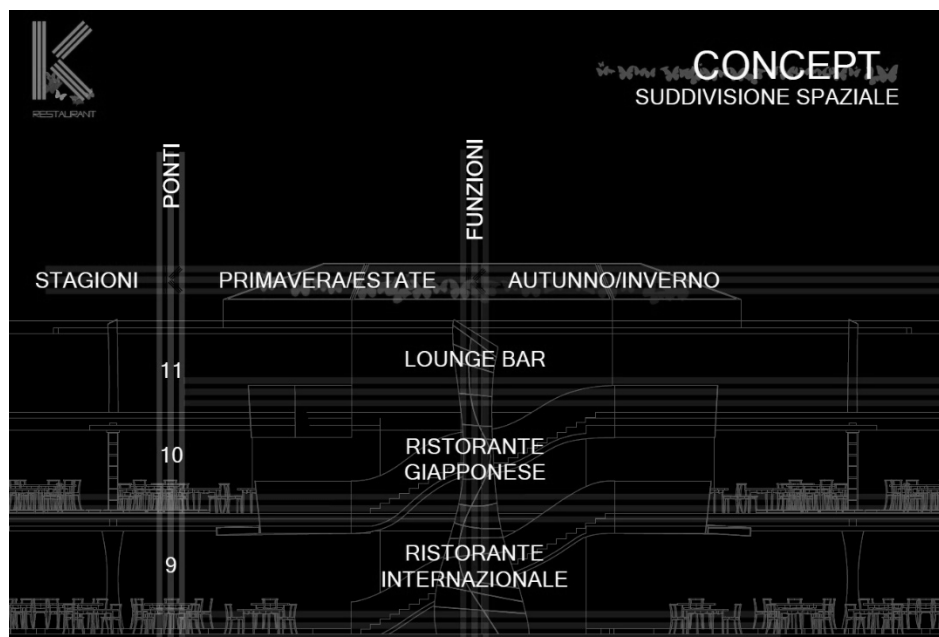 K
RESTAURANT
CONCEPT
SUDDIVISIONE SPAZIALE
PONTI
FUNZIONI
STAGIONI
PRIMAVERA/ESTATE
AUTUNNO/INVERNO
11
LOUNGE BAR
10
RISTORANTE
GIAPPONESE
9
RISTORANTE
INTERNAZIONALE